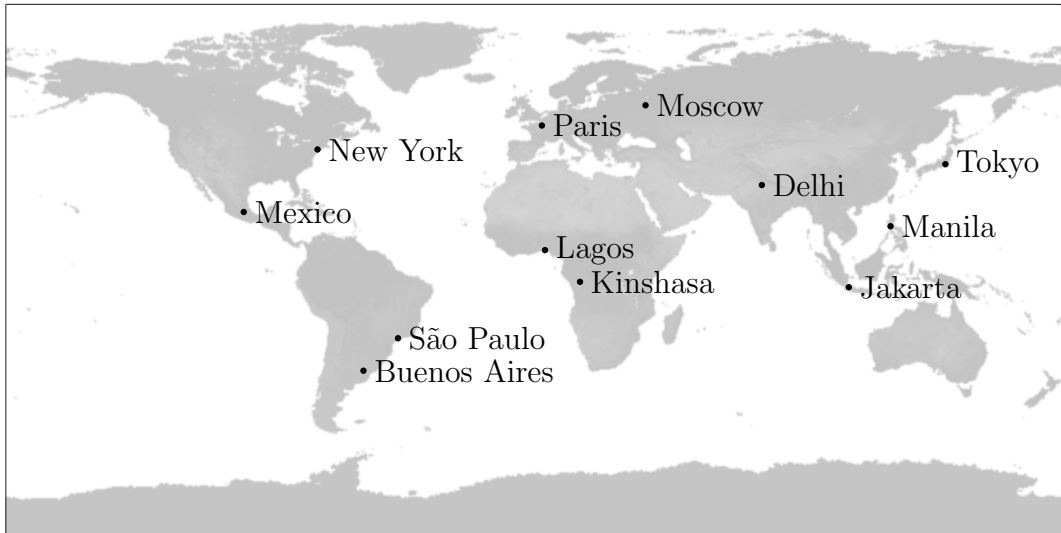 Moscow
Paris
New York
Tokyo
Delhi
Mexico
Manila
Lagos
Kinshasa
Jakarta
São Paulo
Buenos Aires